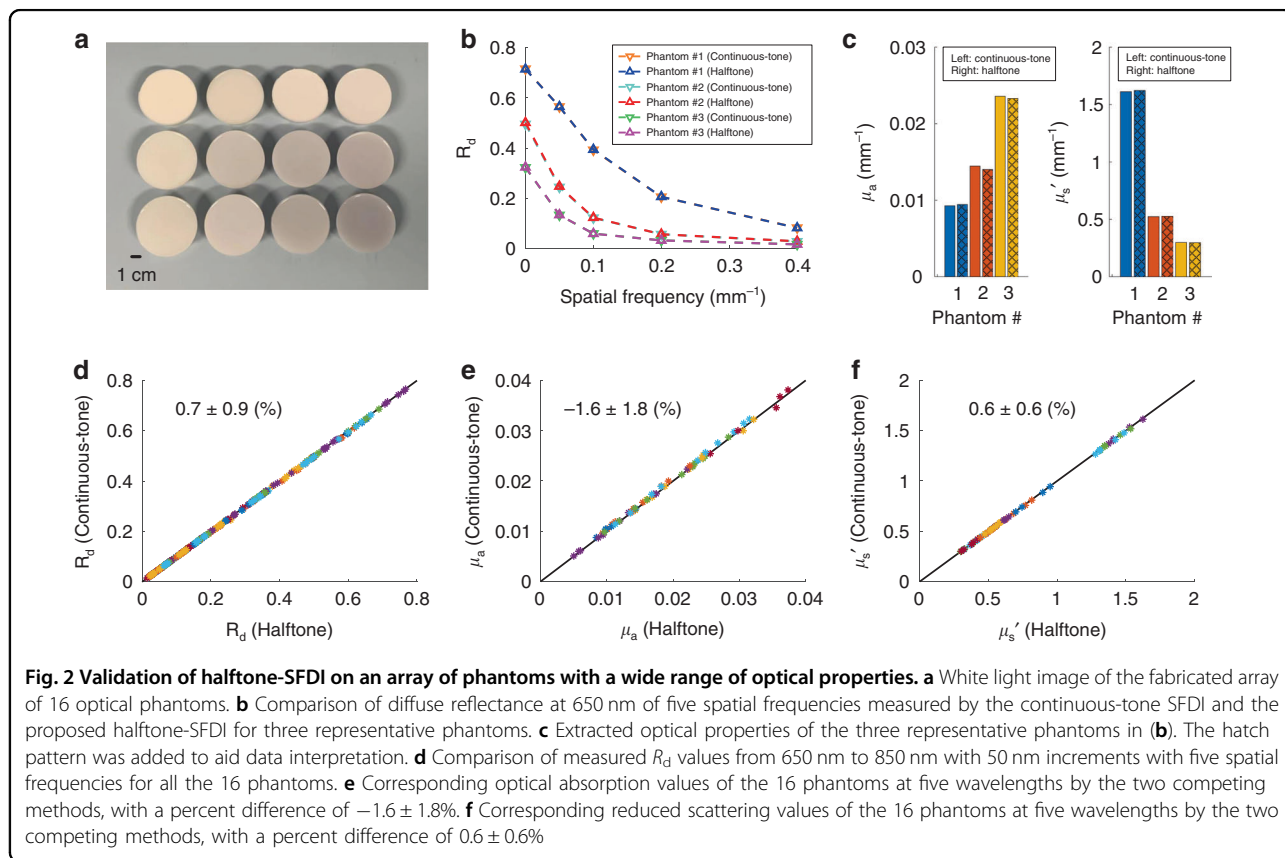 a
1 cm
b
R_d
0.8
0.6
0.4
0.2
0
0
0.1
0.2
0.3
0.4
Spatial frequency (mm⁻¹)
Phantom #1 (Continuous-tone)
Phantom #1 (Halftone)
Phantom #2 (Continuous-tone)
Phantom #2 (Halftone)
Phantom #3 (Continuous-tone)
Phantom #3 (Halftone)
c
Left: continuous-tone
Right: halftone
μ_a (mm⁻¹)
0.03
0.02
0.01
0
1 2 3
Phantom #
Left: continuous-tone
Right: halftone
μ_s′ (mm⁻¹)
2
1.5
1
0.5
0
1 2 3
Phantom #
d
0.7 ± 0.9 (%)
R_d (Continuous-tone)
0.8
0.6
0.4
0.2
0
0
0.2
0.4
0.6
0.8
R_d (Halftone)
e
−1.6 ± 1.8 (%)
μ_a (Continuous-tone)
0.04
0.03
0.02
0.01
0
0
0.01
0.02
0.03
0.04
μ_a (Halftone)
f
0.6 ± 0.6 (%)
μ_s′ (Continuous-tone)
2
1.5
1
0.5
0
0
0.5
1
1.5
2
μ_s′ (Halftone)
Fig. 2 Validation of halftone-SFDI on an array of phantoms with a wide range of optical properties. a White light image of the fabricated array
of 16 optical phantoms. b Comparison of diffuse reflectance at 650 nm of five spatial frequencies measured by the continuous-tone SFDI and the
proposed halftone-SFDI for three representative phantoms. c Extracted optical properties of the three representative phantoms in (b). The hatch
pattern was added to aid data interpretation. d Comparison of measured R_d values from 650 nm to 850 nm with 50 nm increments with five spatial
frequencies for all the 16 phantoms. e Corresponding optical absorption values of the 16 phantoms at five wavelengths by the two competing
methods, with a percent difference of −1.6 ± 1.8%. f Corresponding reduced scattering values of the 16 phantoms at five wavelengths by the two
competing methods, with a percent difference of 0.6 ± 0.6%